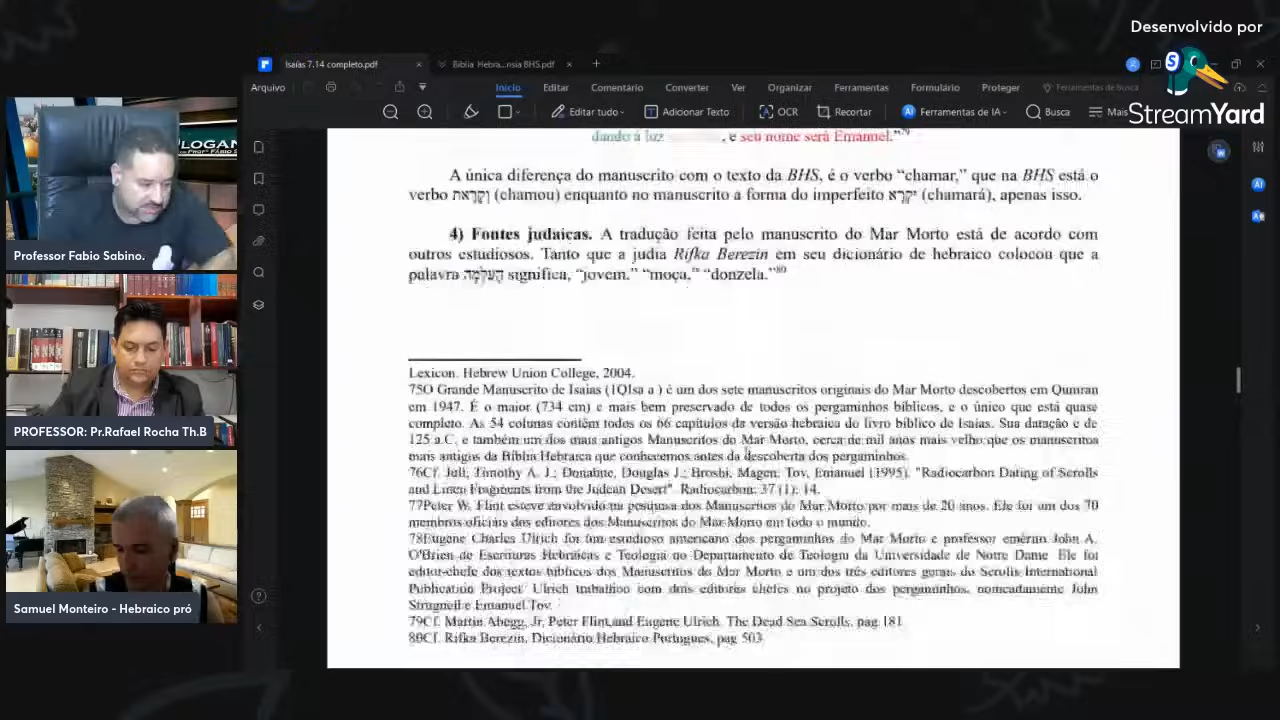 Desenvolvido por
StreamYard
Isaías 7.14 completo.pdf
Biblia Hebra...nsia BHS.pdf
Arquivo
Início
Editar
Comentário
Converter
Ver
Organizar
Ferramentas
Formulário
Proteger
Ferramentas de busca
Editar tudo
Adicionar Texto
OCR
Recortar
Ferramentas de IA
Busca
Mais
dando á luz , e seu nome será Emanuel.”79
A única diferença do manuscrito com o texto da BHS, é o verbo “chamar,” que na BHS está o
verbo וְקָרָאת (chamou) enquanto no manuscrito a forma do imperfeito יִקְרָא (chamará), apenas isso.
4) Fontes judaicas. A tradução feita pelo manuscrito do Mar Morto está de acordo com
outros estudiosos. Tanto que a judia Rifka Berezin em seu dicionário de hebraico colocou que a
palavra הָעַלְמָה significa, “jovem.” “moça,” “donzela.”80
Lexicon. Hebrew Union College, 2004.
75O Grande Manuscrito de Isaías (1QIsa a ) é um dos sete manuscritos originais do Mar Morto descobertos em Qumran
em 1947. É o maior (734 cm) e mais bem preservado de todos os pergaminhos bíblicos, e o único que está quase
completo. As 54 colunas contêm todos os 66 capítulos da versão hebraica do livro bíblico de Isaías. Sua datação e de
125 a.C. e também um dos mais antigos Manuscritos do Mar Morto, cerca de mil anos mais velho que os manuscritos
mais antigos da Bíblia Hebraica que conhecemos antes da descoberta dos pergaminhos.
76Cf. Jull, Timothy A. J.; Donahue, Douglas J.; Broshi, Magen; Tov, Emanuel (1995). "Radiocarbon Dating of Scrolls
and Linen Fragments from the Judean Desert". Radiocarbon. 37 (1): 14.
77Peter W. Flint esteve envolvido na pesquisa dos Manuscritos do Mar Morto por mais de 20 anos. Ele foi um dos 70
membros oficiais dos editores dos Manuscritos do Mar Morto em todo o mundo.
78Eugene Charles Ulrich foi um estudioso americano dos pergaminhos do Mar Morto e professor emérito John A.
O'Brien de Escrituras Hebraicas e Teologia no Departamento de Teologia da Universidade de Notre Dame. Ele foi
editor-chefe dos textos bíblicos dos Manuscritos do Mar Morto e um dos três editores gerais do Scrolls International
Publication Project. Ulrich trabalhou com dois editores chefes no projeto dos pergaminhos, nomeadamente John
Strugnell e Emanuel Tov.
79Cf. Martin Abegg, Jr, Peter Flint,and Eugene Ulrich. The Dead Sea Scrolls, pag 181
80Cf. Rifka Berezin, Dicionário Hebraico Portugues, pag 503
Professor Fabio Sabino.
PROFESSOR: Pr.Rafael Rocha Th.B
Samuel Monteiro - Hebraico pró